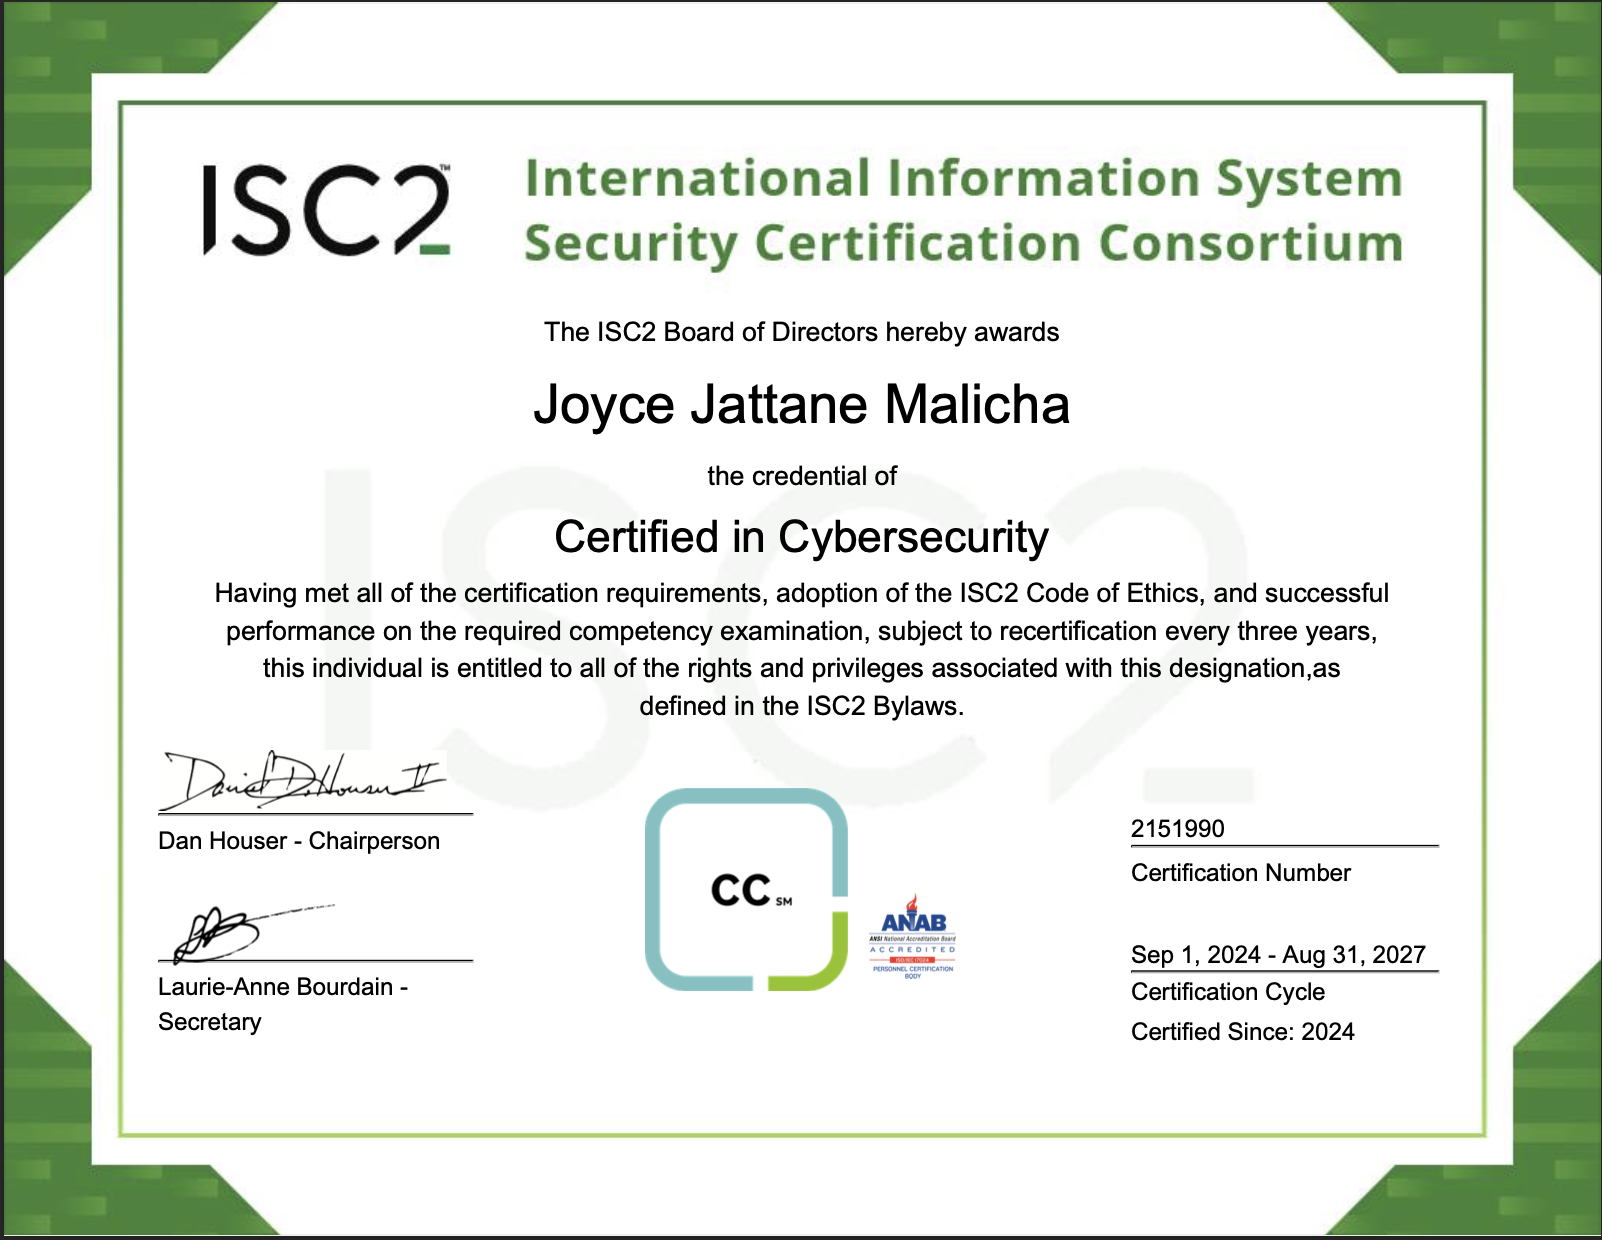 ISC2™
International Information System
Security Certification Consortium
The ISC2 Board of Directors hereby awards
Joyce Jattane Malicha
the credential of
Certified in Cybersecurity
Having met all of the certification requirements, adoption of the ISC2 Code of Ethics, and successful
performance on the required competency examination, subject to recertification every three years,
this individual is entitled to all of the rights and privileges associated with this designation,as
defined in the ISC2 Bylaws.
ISC2
David D. Houser II
Dan Houser - Chairperson
Laurie-Anne Bourdain -
Secretary
CC SM
ANAB
ANSI National Accreditation Board
ACCREDITED
ISO/IEC 17024
PERSONNEL CERTIFICATION
BODY
2151990
Certification Number
Sep 1, 2024 - Aug 31, 2027
Certification Cycle
Certified Since: 2024